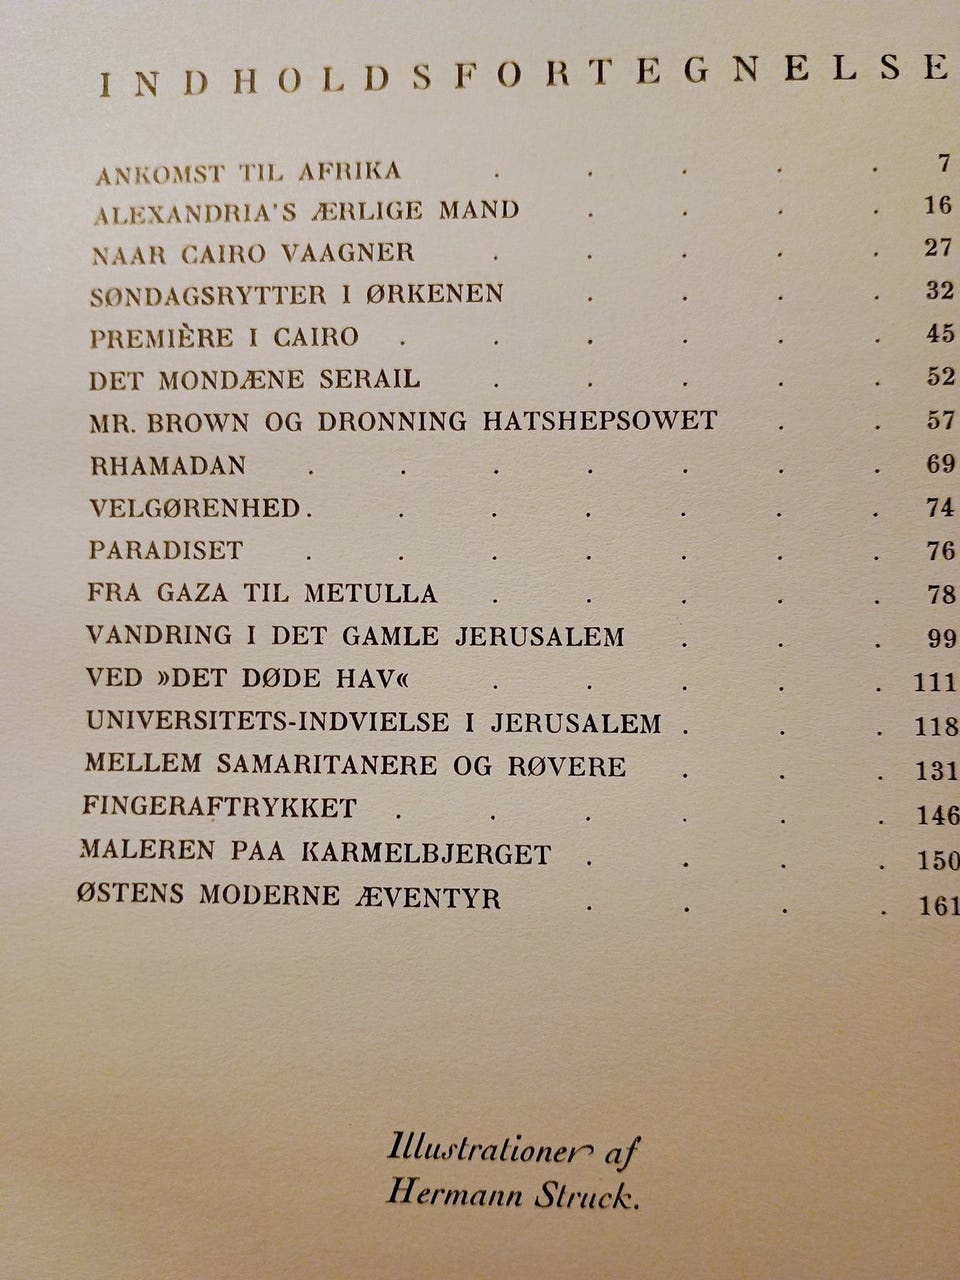 INDHOLDSFORTEGNELSE
ANKOMST TIL AFRIKA . . . . . 7
ALEXANDRIA'S ÆRLIGE MAND . . . . 16
NAAR CAIRO VAAGNER . . . . . 27
SØNDAGSRYTTER I ØRKENEN . . . . 32
PREMIÈRE I CAIRO . . . . . . 45
DET MONDÆNE SERAIL . . . . . 52
MR. BROWN OG DRONNING HATSHEPSOWET . . 57
RHAMADAN . . . . . . . 69
VELGØRENHED . . . . . . . 74
PARADISET . . . . . . . 76
FRA GAZA TIL METULLA . . . . . 78
VANDRING I DET GAMLE JERUSALEM . . . 99
VED »DET DØDE HAV« . . . . . 111
UNIVERSITETS-INDVIELSE I JERUSALEM . . . 118
MELLEM SAMARITANERE OG RØVERE . . . 131
FINGERAFTRYKKET . . . . . . 146
MALEREN PAA KARMELBJERGET . . . . 150
ØSTENS MODERNE ÆVENTYR . . . . 161
Illustrationer af
Hermann Struck.